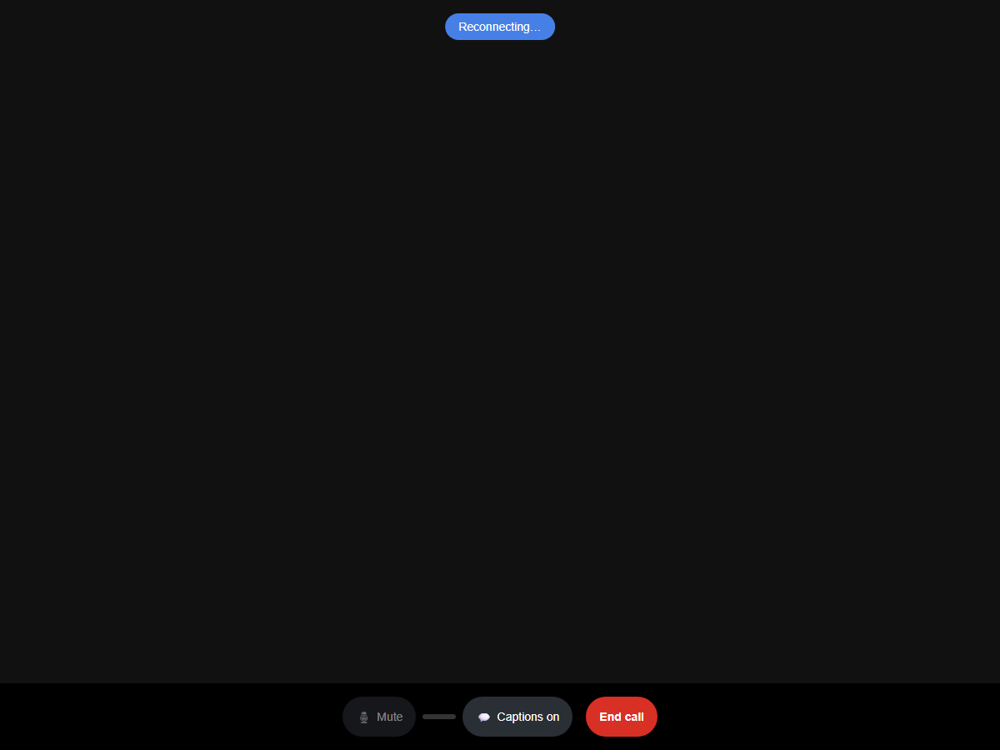 Reconnecting…
Mute
Captions on
End call